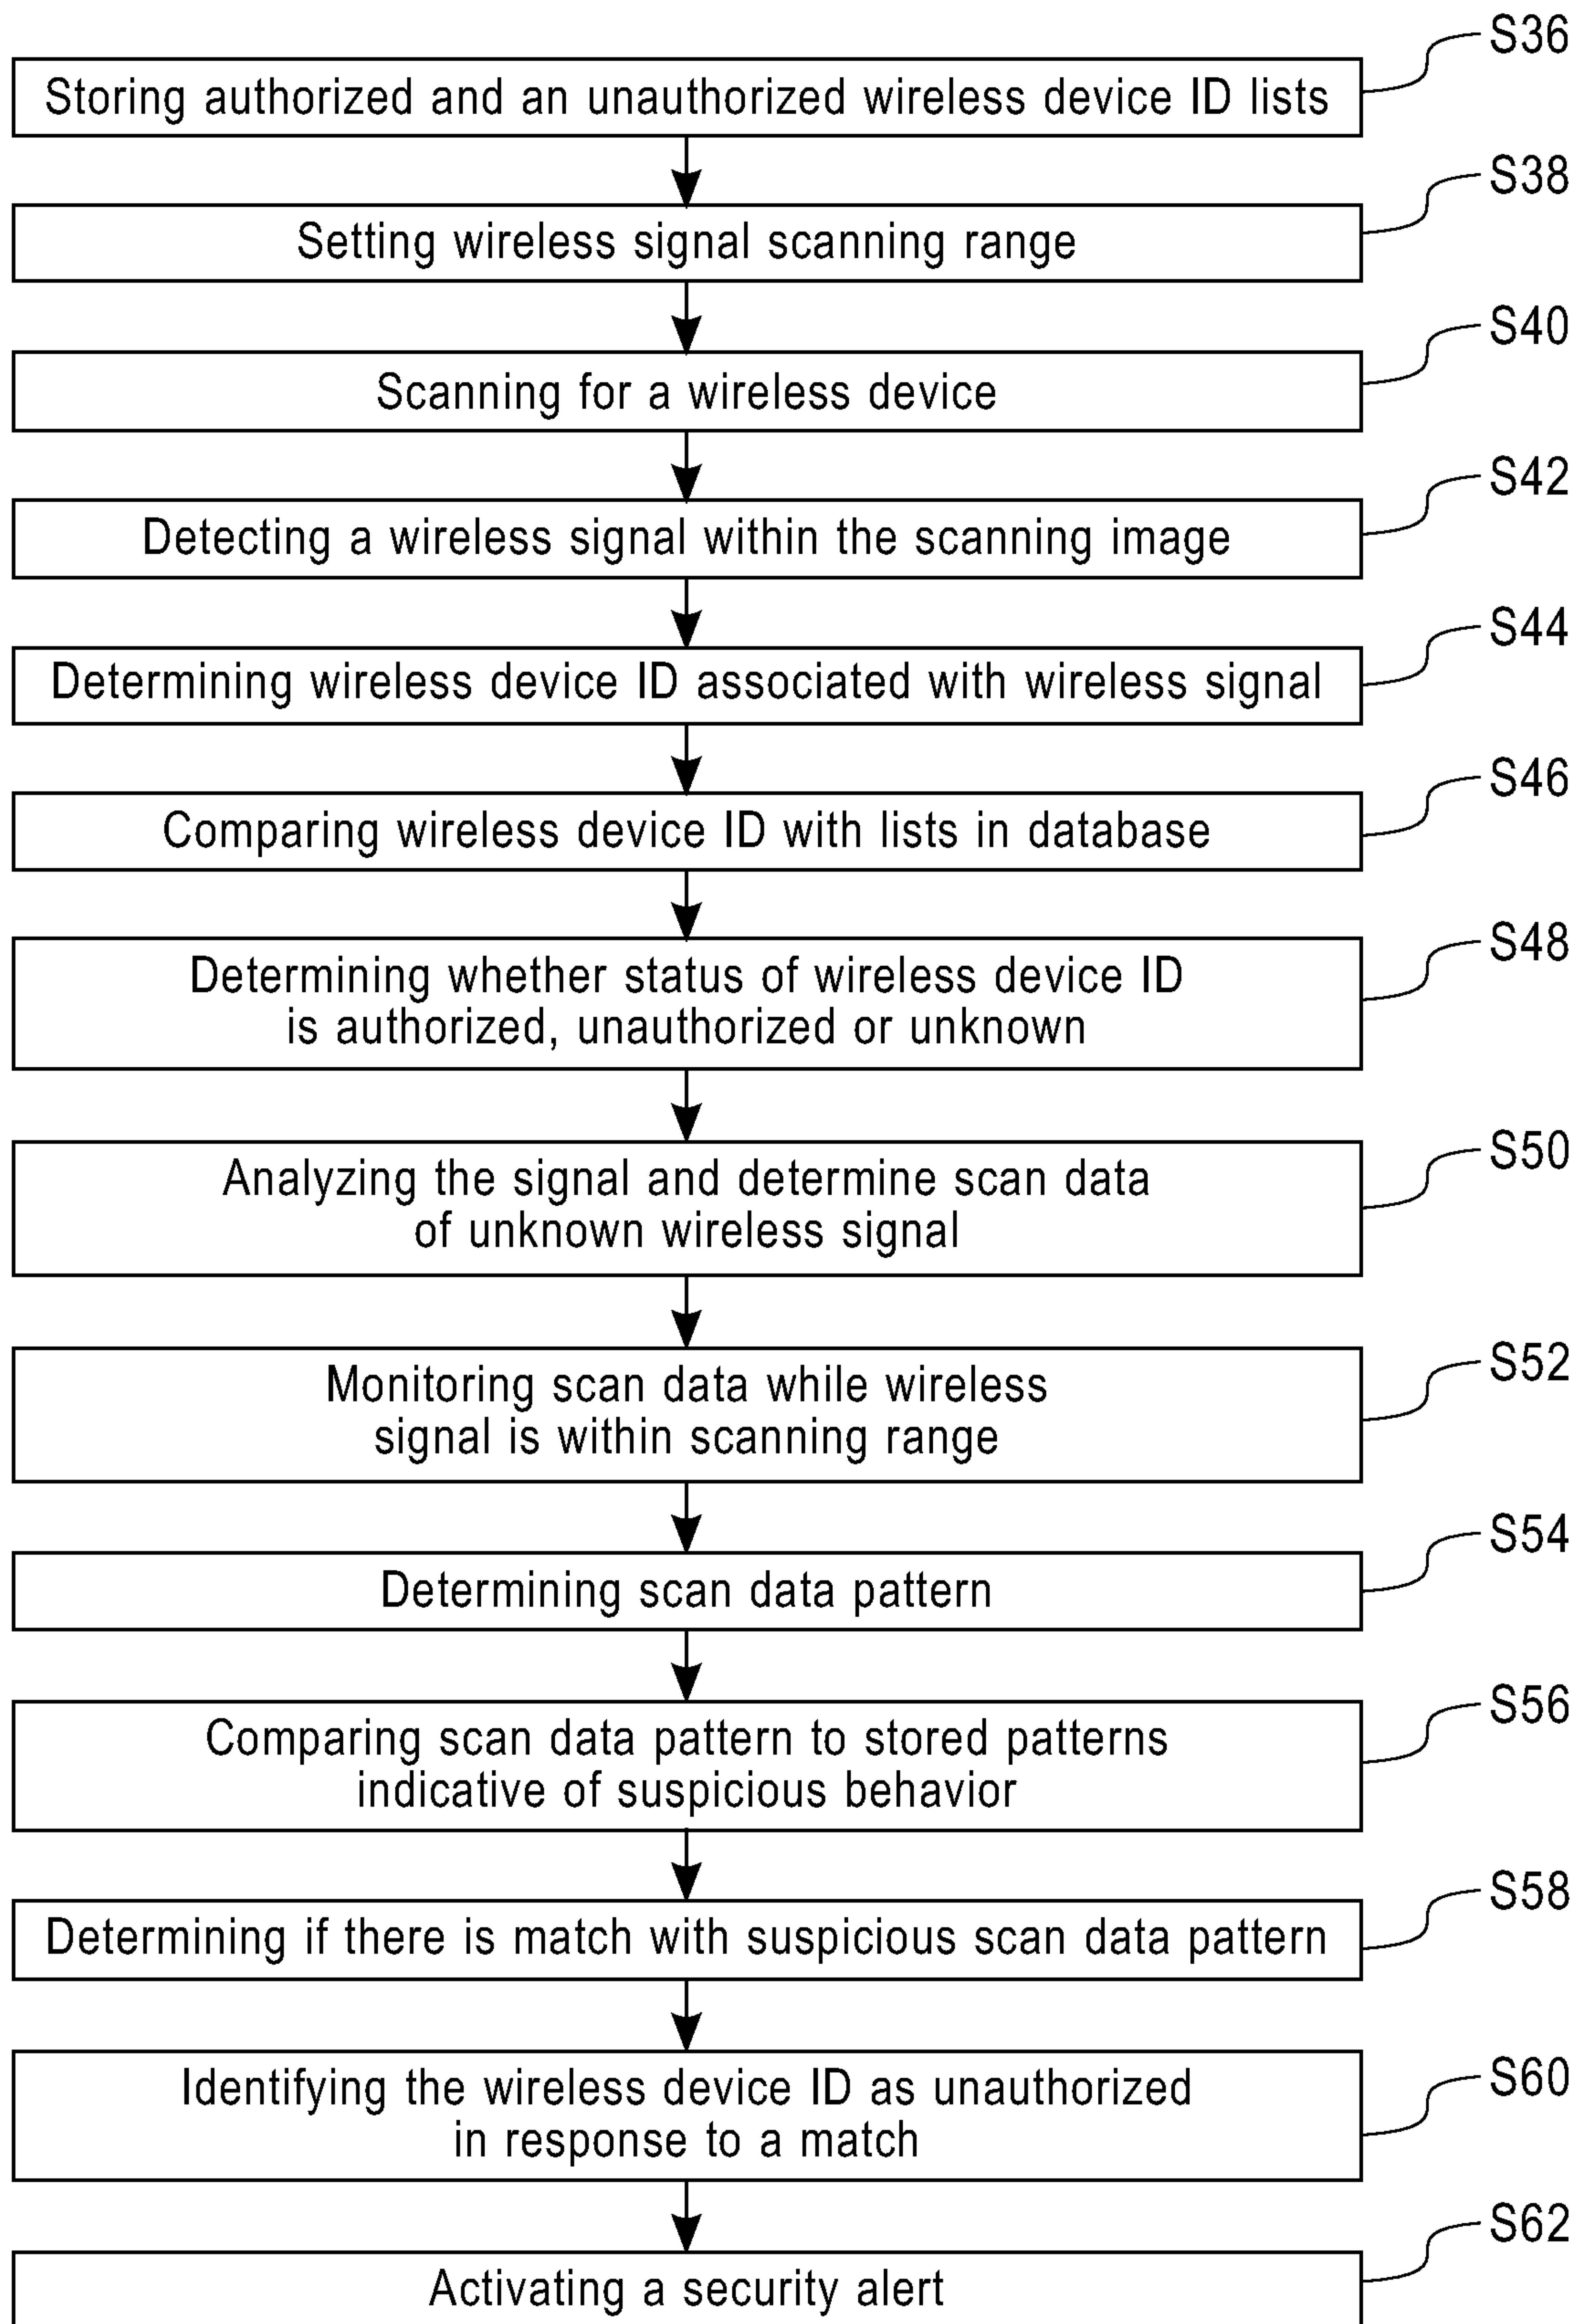 S36
Storing authorized and an unauthorized wireless device ID lists
S38
Setting wireless signal scanning range
S40
Scanning for a wireless device
S42
Detecting a wireless signal within the scanning image
S44
Determining wireless device ID associated with wireless signal
S46
Comparing wireless device ID with lists in database
S48
Determining whether status of wireless device ID
is authorized, unauthorized or unknown
S50
Analyzing the signal and determine scan data
of unknown wireless signal
S52
Monitoring scan data while wireless
signal is within scanning range
S54
Determining scan data pattern
S56
Comparing scan data pattern to stored patterns
indicative of suspicious behavior
S58
Determining if there is match with suspicious scan data pattern
S60
Identifying the wireless device ID as unauthorized
in response to a match
S62
Activating a security alert